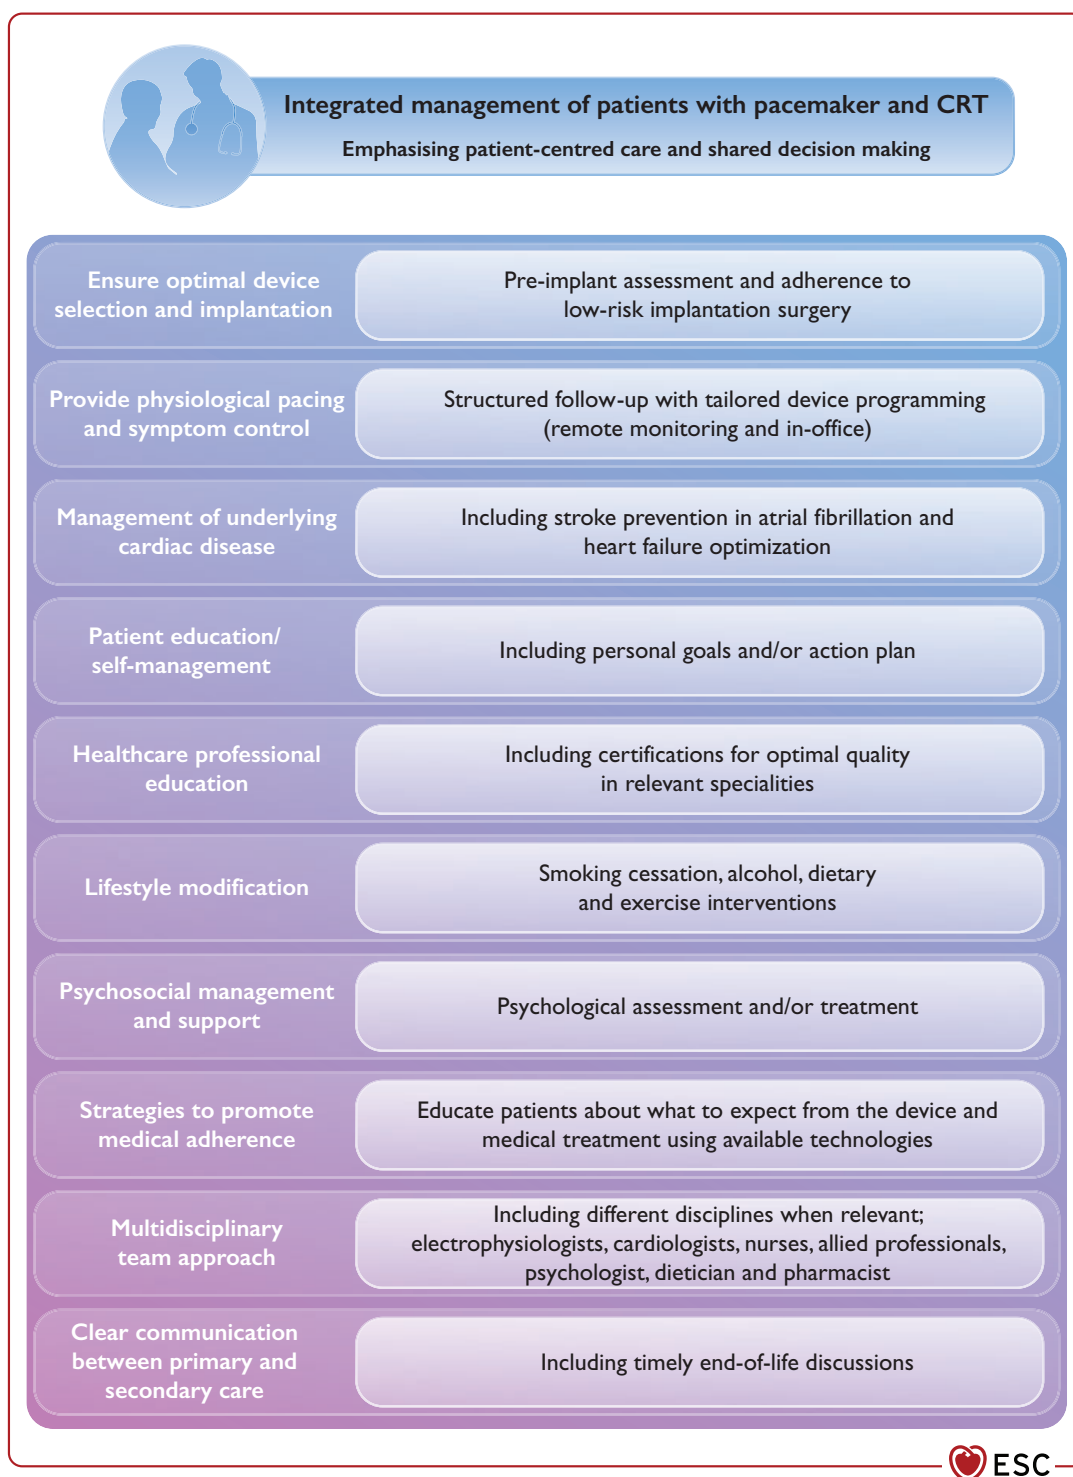 Integrated management of patients with pacemaker and CRT
Emphasising patient-centred care and shared decision making
Ensure optimal device
selection and implantation
Pre-implant assessment and adherence to
low-risk implantation surgery
Provide physiological pacing
and symptom control
Structured follow-up with tailored device programming
(remote monitoring and in-office)
Management of underlying
cardiac disease
Including stroke prevention in atrial fibrillation and
heart failure optimization
Patient education/
self-management
Including personal goals and/or action plan
Healthcare professional
education
Including certifications for optimal quality
in relevant specialities
Lifestyle modification
Smoking cessation, alcohol, dietary
and exercise interventions
Psychosocial management
and support
Psychological assessment and/or treatment
Strategies to promote
medical adherence
Educate patients about what to expect from the device and
medical treatment using available technologies
Multidisciplinary
team approach
Including different disciplines when relevant;
electrophysiologists, cardiologists, nurses, allied professionals,
psychologist, dietician and pharmacist
Clear communication
between primary and
secondary care
Including timely end-of-life discussions
ESC